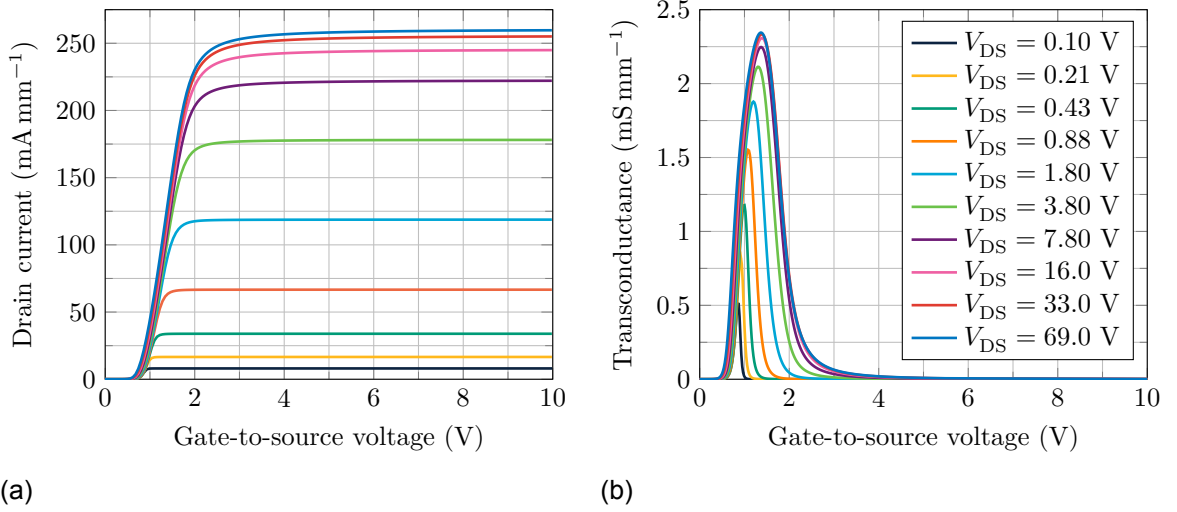 Drain current (mA mm⁻¹)
250
200
150
100
50
0
0 2 4 6 8 10
Gate-to-source voltage (V)
(a)
Transconductance (mS mm⁻¹)
2.5
2
1.5
1
0.5
0
0 2 4 6 8 10
Gate-to-source voltage (V)
V_DS = 0.10 V
V_DS = 0.21 V
V_DS = 0.43 V
V_DS = 0.88 V
V_DS = 1.80 V
V_DS = 3.80 V
V_DS = 7.80 V
V_DS = 16.0 V
V_DS = 33.0 V
V_DS = 69.0 V
(b)